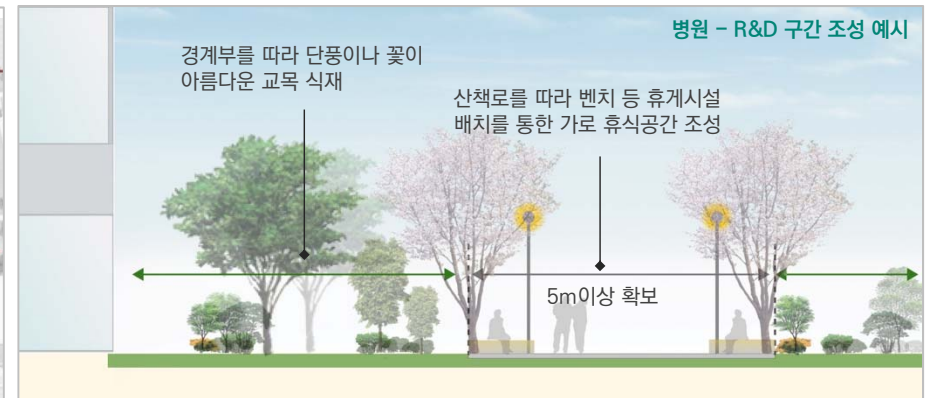 병원 - R&D 구간 조성 예시
경계부를 따라 단풍이나 꽃이
아름다운 교목 식재
산책로를 따라 벤치 등 휴게시설
배치를 통한 가로 휴식공간 조성
5m이상 확보